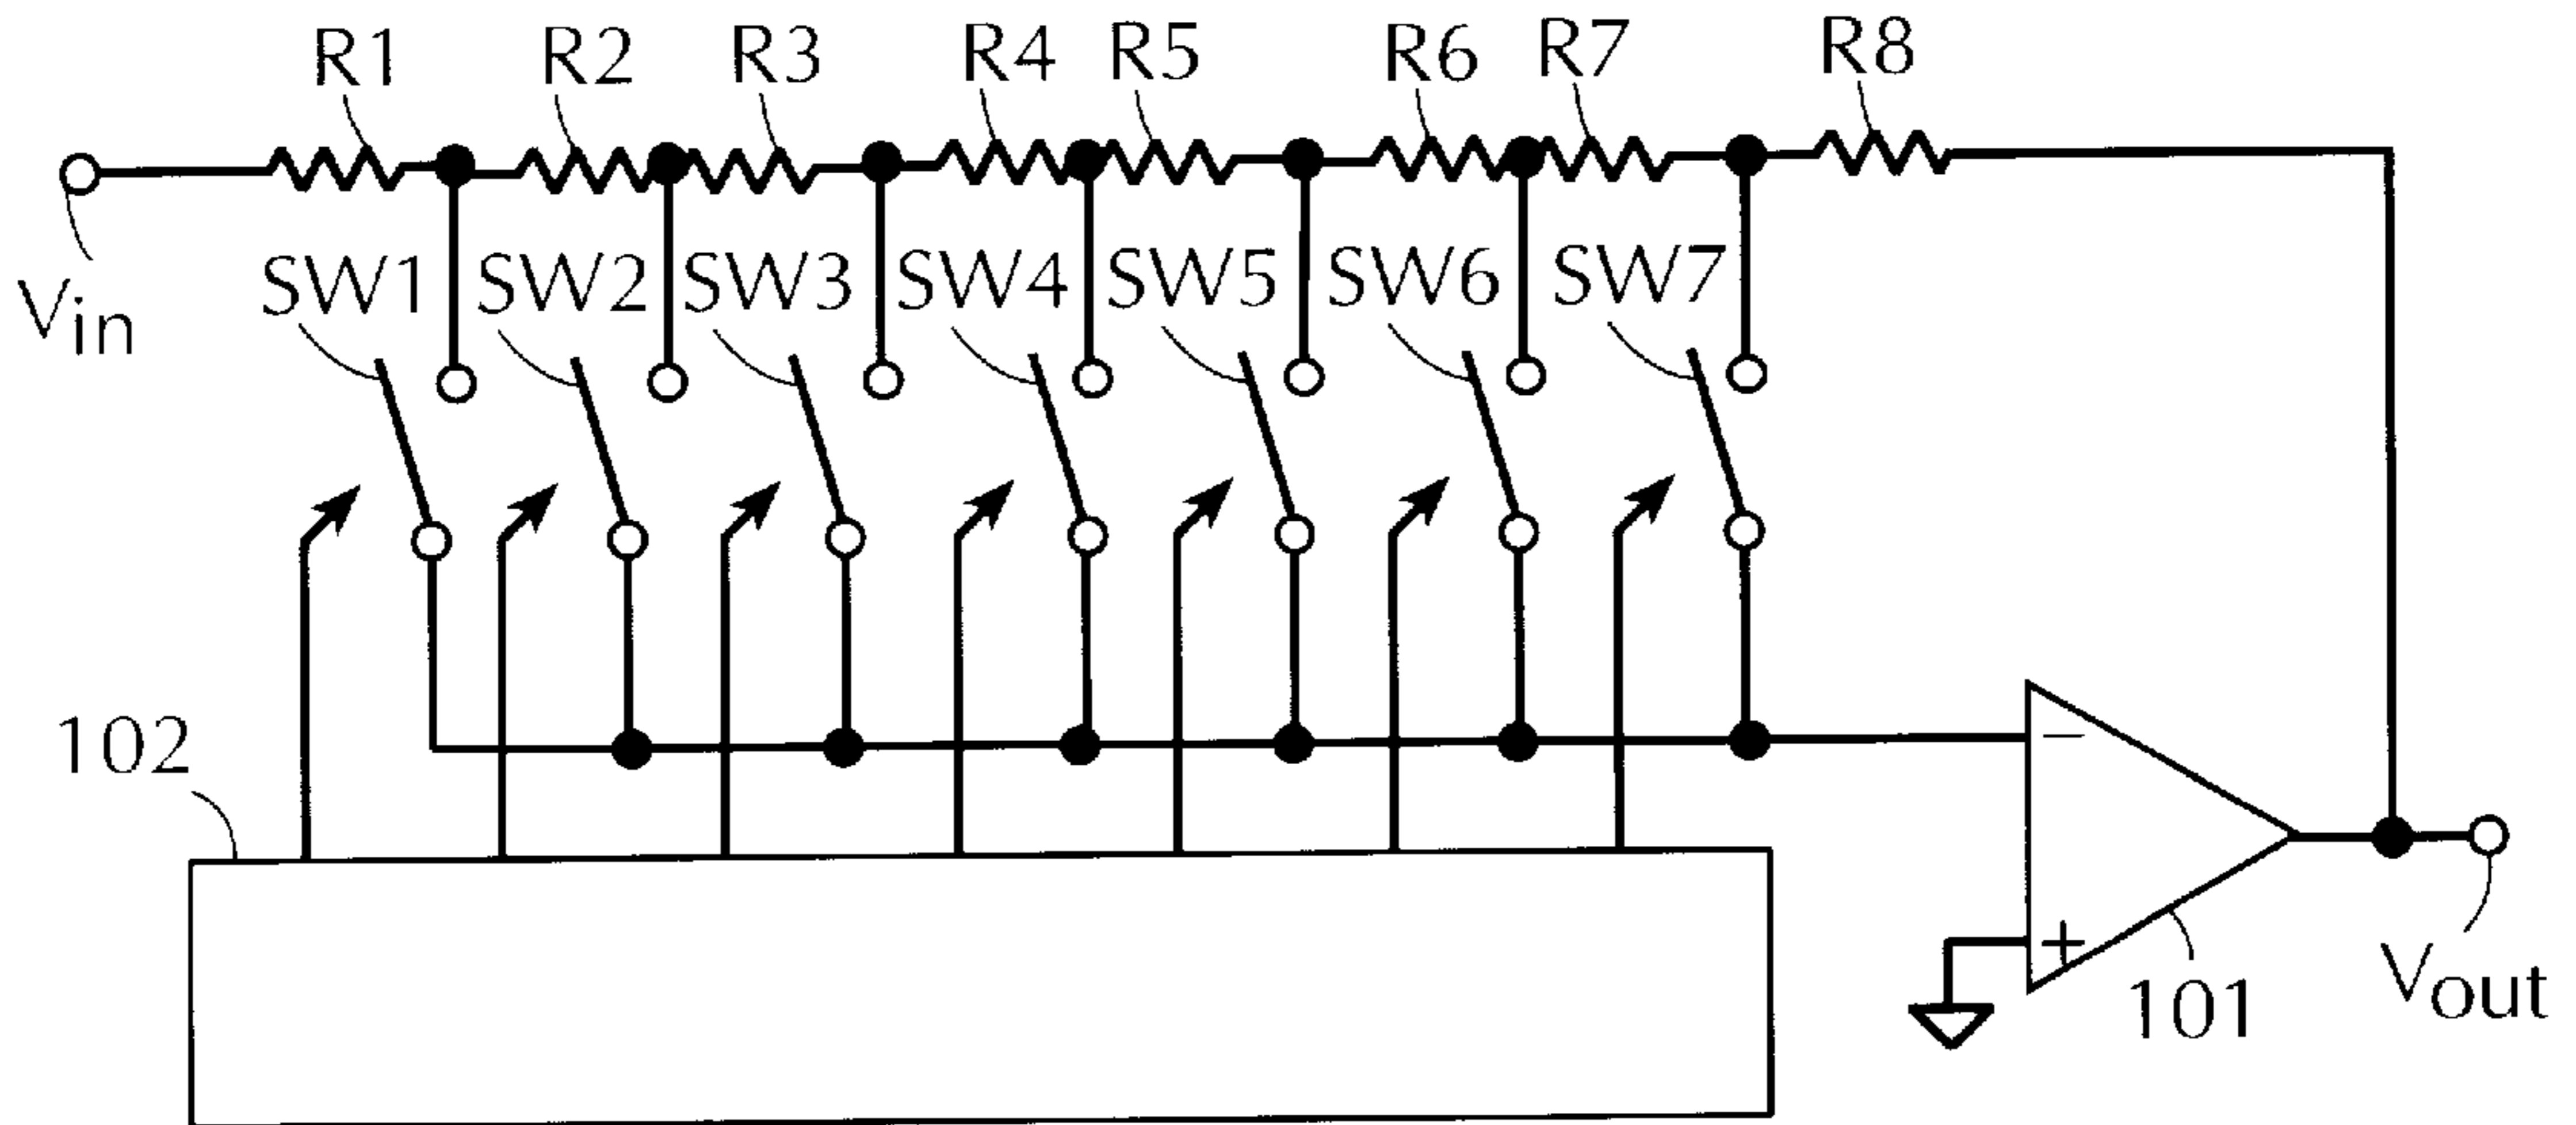 R1 R2 R3 R4 R5 R6 R7 R8
Vin
SW1 SW2 SW3 SW4 SW5 SW6 SW7
102
−
+
101
Vout